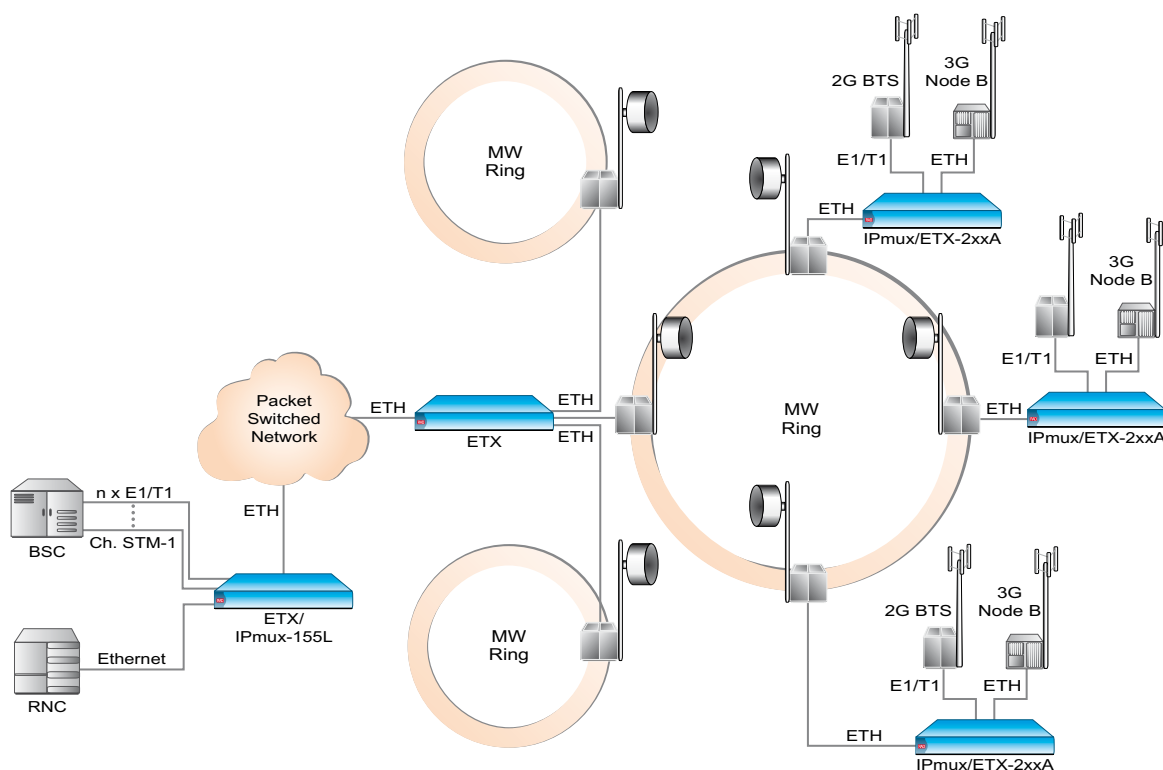 2G BTS
3G
Node B
E1/T1
ETH
ETH
IPmux/ETX-2xxA
MW
Ring
3G
Node B
E1/T1
ETH
ETH
IPmux/ETX-2xxA
ETH
ETH
ETX
ETH
MW
Ring
Packet
Switched
Network
ETH
n x E1/T1
Ch. STM-1
BSC
ETX/
IPmux-155L
Ethernet
RNC
MW
Ring
2G BTS
3G
Node B
E1/T1
ETH
ETH
IPmux/ETX-2xxA